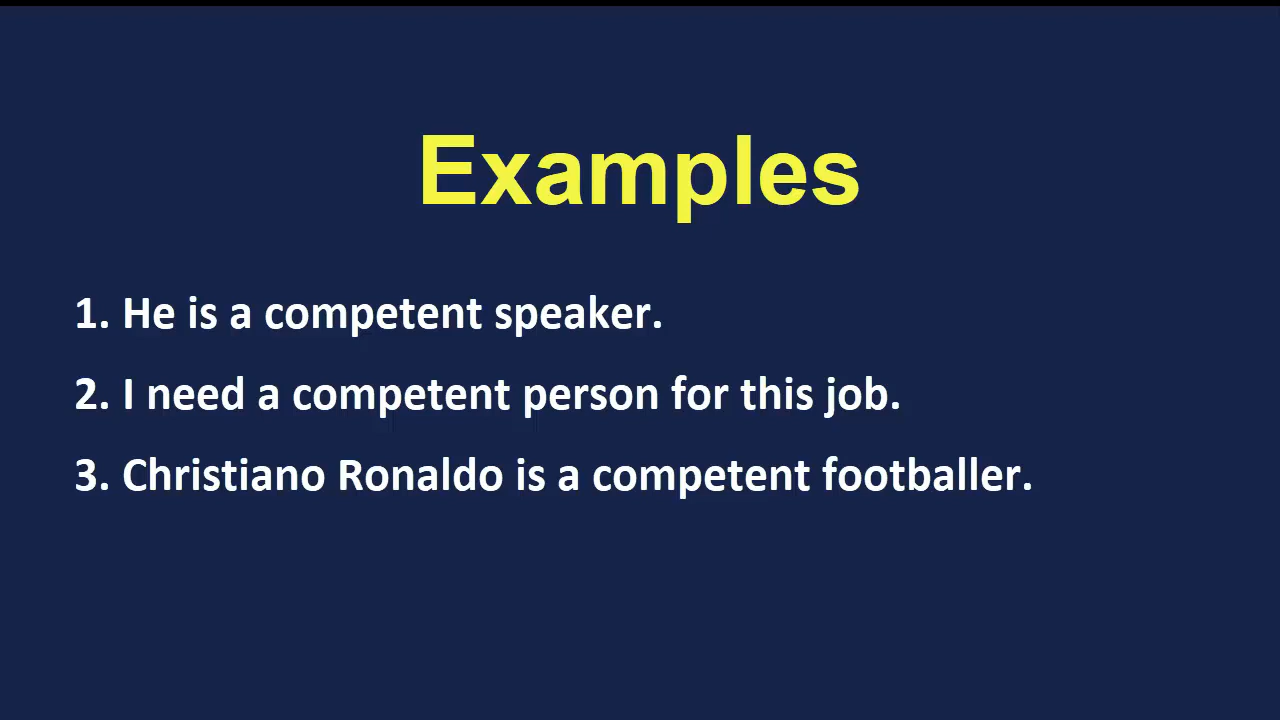 Examples
1. He is a competent speaker.
2. I need a competent person for this job.
3. Christiano Ronaldo is a competent footballer.